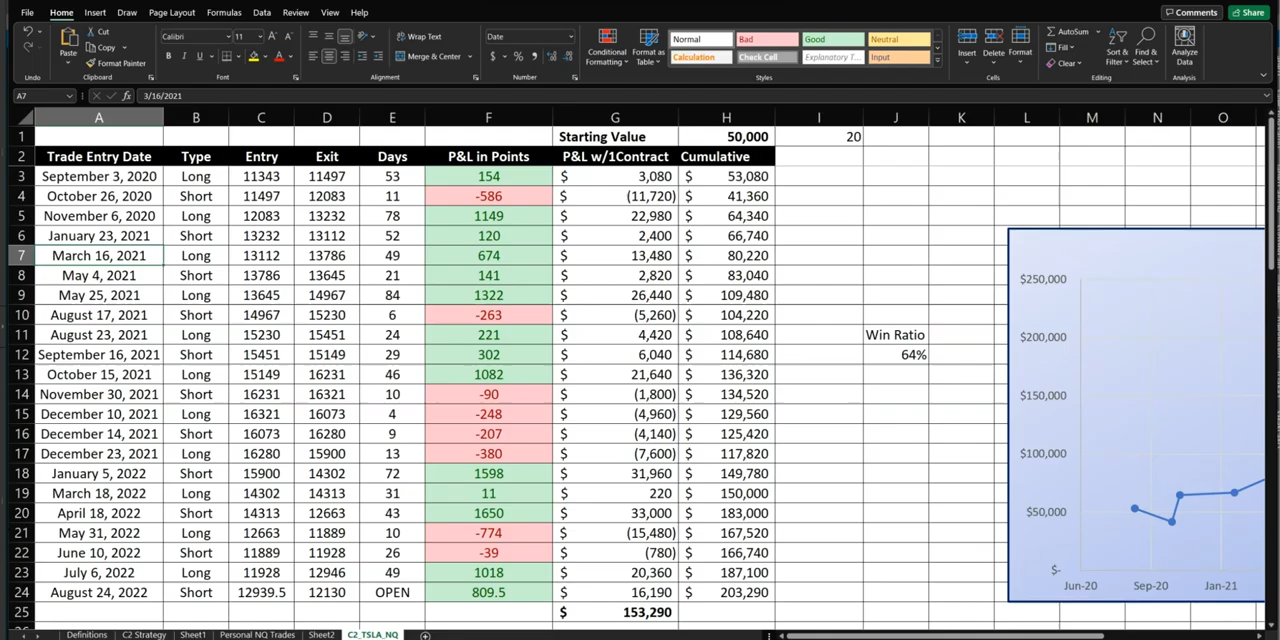 File Home Insert Draw Page Layout Formulas Data Review View Help Comments Share
Cut Calibri 11 Wrap Text Date Normal Bad Good Neutral AutoSum
Copy Fill
Paste Format Painter B I U Merge & Center $ % Conditional Formatting Format as Table Calculation Check Cell Explanatory T... Input Insert Delete Format Clear Sort & Filter Find & Select Analyze Data
Undo Clipboard Font Alignment Number Styles Cells Editing Analysis
A7 fx 3/16/2021
A B C D E F G H I J K L M N O
1 Starting Value 50,000 20
2 Trade Entry Date Type Entry Exit Days P&L in Points P&L w/1Contract Cumulative
3 September 3, 2020 Long 11343 11497 53 154 $ 3,080 $ 53,080
4 October 26, 2020 Short 11497 12083 11 -586 $ (11,720) $ 41,360
5 November 6, 2020 Long 12083 13232 78 1149 $ 22,980 $ 64,340
6 January 23, 2021 Short 13232 13112 52 120 $ 2,400 $ 66,740
7 March 16, 2021 Long 13112 13786 49 674 $ 13,480 $ 80,220
8 May 4, 2021 Short 13786 13645 21 141 $ 2,820 $ 83,040
9 May 25, 2021 Long 13645 14967 84 1322 $ 26,440 $ 109,480
10 August 17, 2021 Short 14967 15230 6 -263 $ (5,260) $ 104,220
11 August 23, 2021 Long 15230 15451 24 221 $ 4,420 $ 108,640 Win Ratio
12 September 16, 2021 Short 15451 15149 29 302 $ 6,040 $ 114,680 64%
13 October 15, 2021 Long 15149 16231 46 1082 $ 21,640 $ 136,320
14 November 30, 2021 Short 16231 16321 10 -90 $ (1,800) $ 134,520
15 December 10, 2021 Long 16321 16073 4 -248 $ (4,960) $ 129,560
16 December 14, 2021 Short 16073 16280 9 -207 $ (4,140) $ 125,420
17 December 23, 2021 Long 16280 15900 13 -380 $ (7,600) $ 117,820
18 January 5, 2022 Short 15900 14302 72 1598 $ 31,960 $ 149,780
19 March 18, 2022 Long 14302 14313 31 11 $ 220 $ 150,000
20 April 18, 2022 Short 14313 12663 43 1650 $ 33,000 $ 183,000
21 May 31, 2022 Long 12663 11889 10 -774 $ (15,480) $ 167,520
22 June 10, 2022 Short 11889 11928 26 -39 $ (780) $ 166,740
23 July 6, 2022 Long 11928 12946 49 1018 $ 20,360 $ 187,100
24 August 24, 2022 Short 12939.5 12130 OPEN 809.5 $ 16,190 $ 203,290
25 $ 153,290
$250,000
$200,000
$150,000
$100,000
$50,000
$-
Jun-20 Sep-20 Jan-21
Definitions C2 Strategy Sheet1 Personal NQ Trades Sheet2 C2_TSLA_NQ